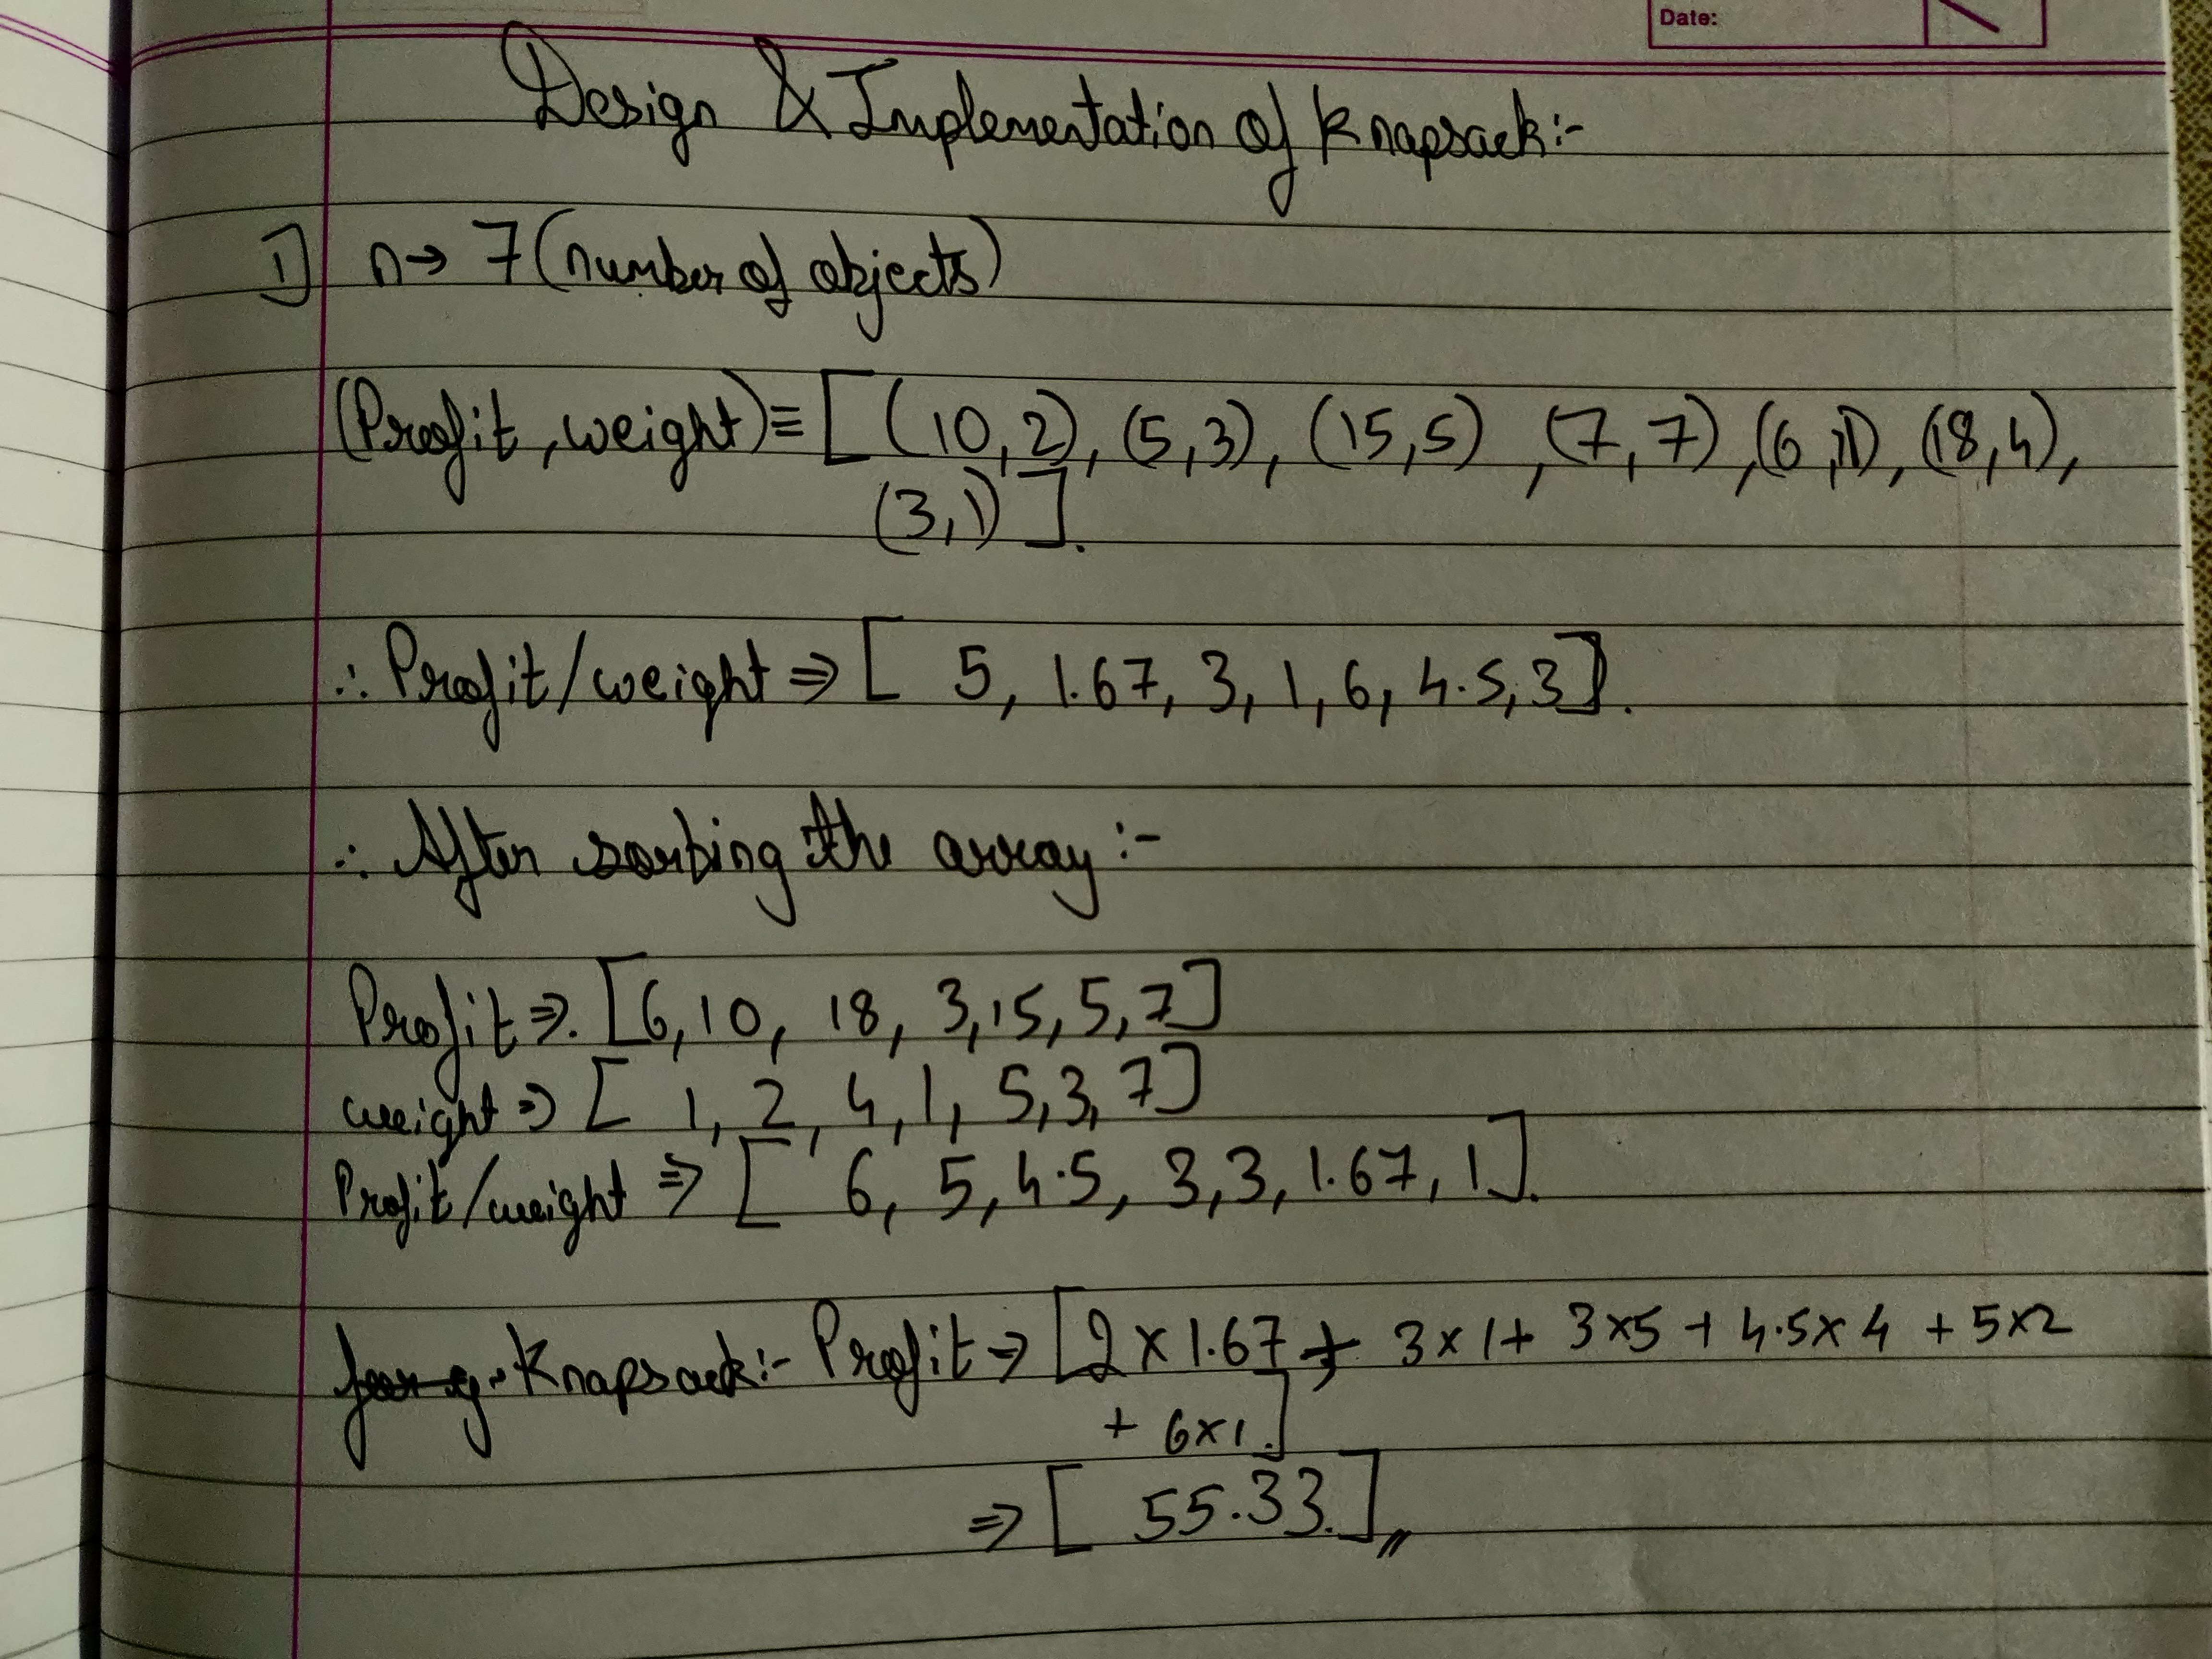 Date:
Design & Implementation of Knapsack:-
1] n→ 7 (number of objects)
(Profit, weight) = [(10,2), (5,3), (15,5), (7,7), (6,1), (18,4),
(3,1)].
∴ Profit/weight ⇒ [ 5, 1.67, 3, 1, 6, 4.5, 3].
∴ After sorting the array:-
Profit ⇒. [6, 10, 18, 3, 15, 5, 7]
weight ⇒ [ 1, 2, 4, 1, 5, 3, 7]
Profit/weight ⇒ [ 6, 5, 4.5, 3, 3, 1.67, 1].
Knapsack:- Profit ⇒ [2 × 1.67 + 3×1 + 3×5 + 4.5×4 + 5×2
+ 6×1.]
⇒ [ 55.33.]